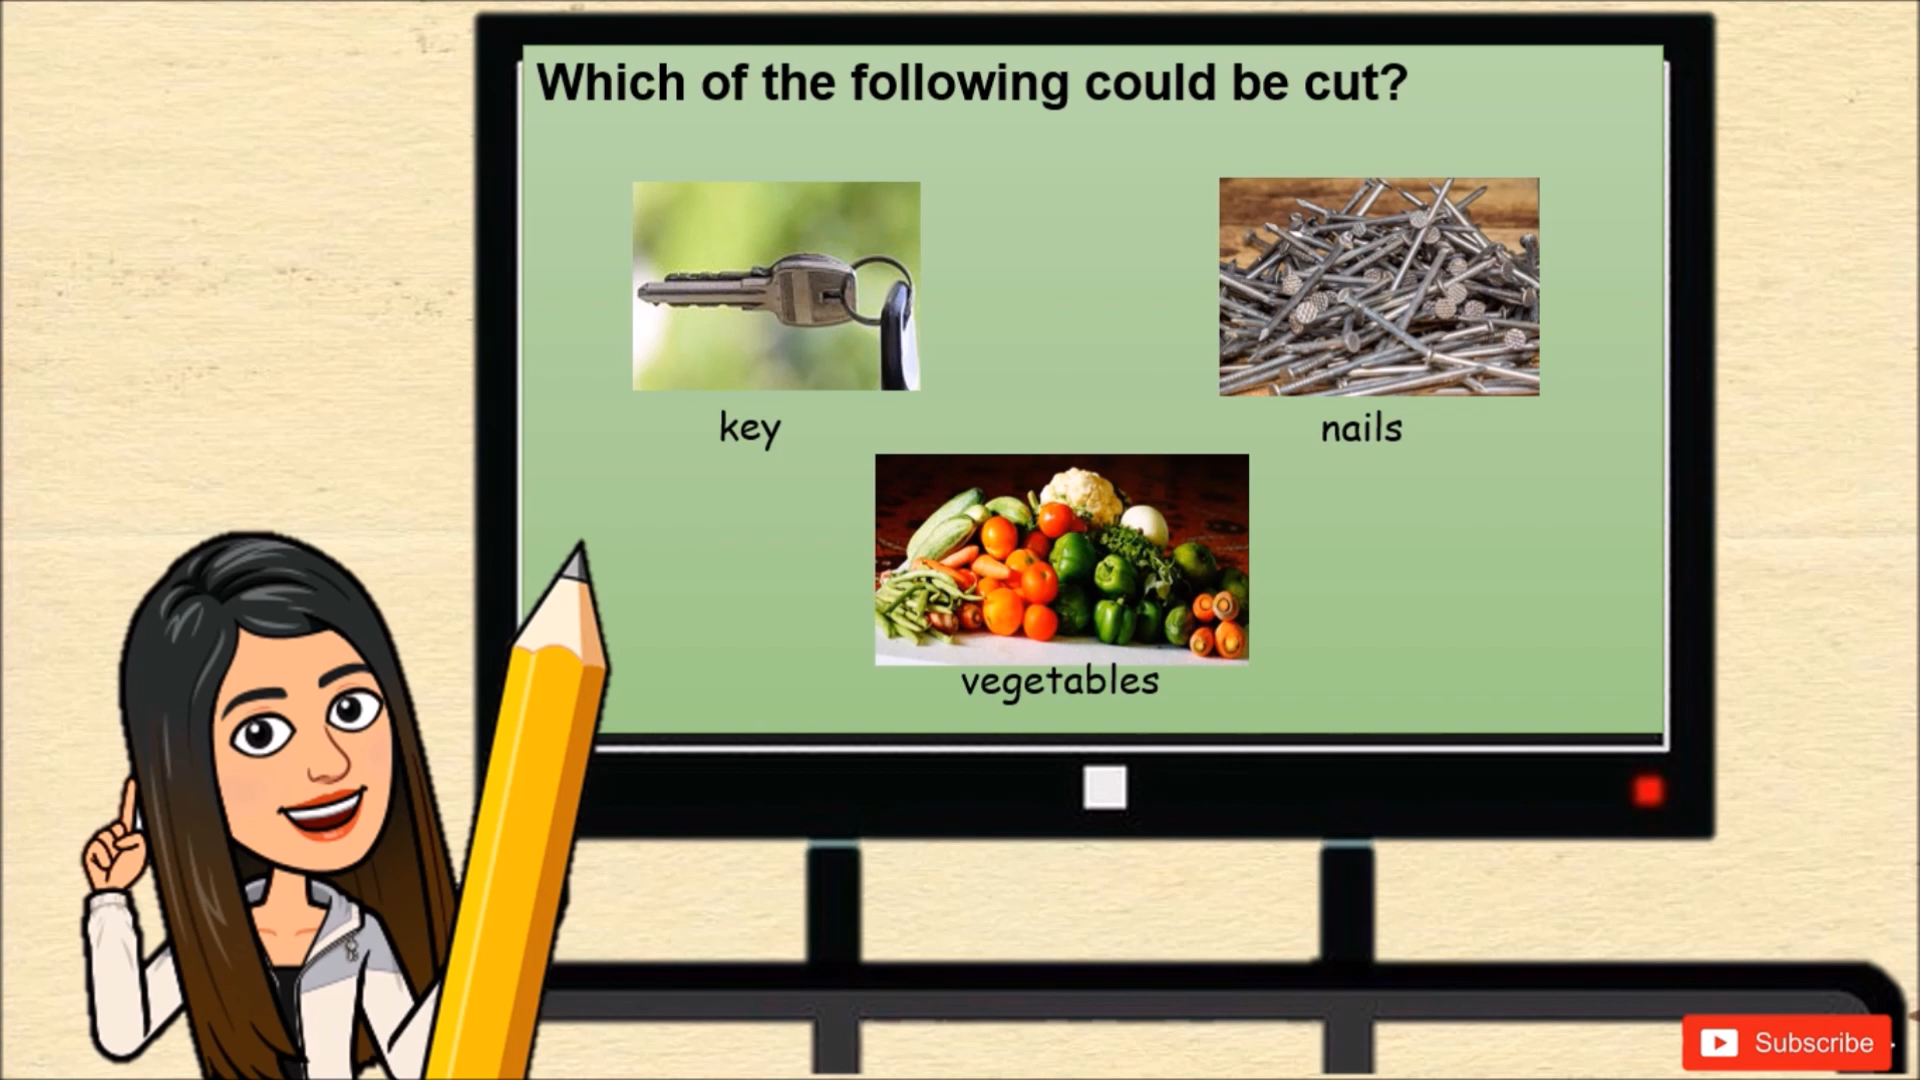 Which of the following could be cut?
key
nails
vegetables
Subscribe